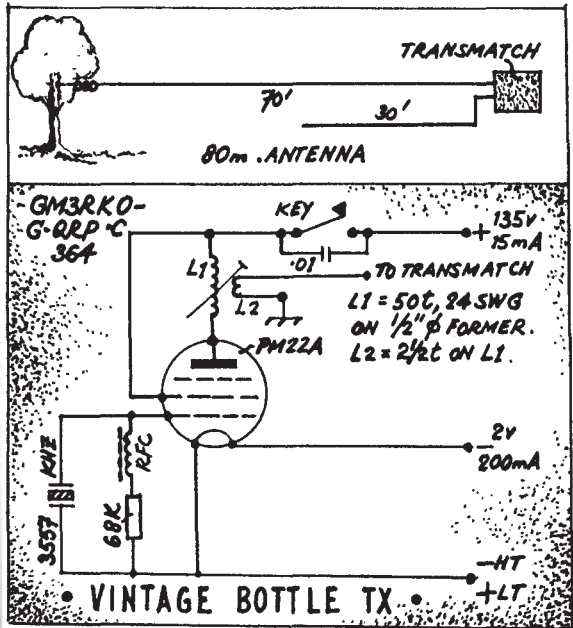 TRANSMATCH
70'
30'
80m. ANTENNA
GM3RKO-
G-QRP-C
364
KEY
+ 135v
15mA
.01
L1
TO TRANSMATCH
L2
L1 = 50t, 24 SWG
ON 1/2" φ FORMER.
L2 = 2 1/2t ON L1.
PM22A
- 2v
200mA
3557 KHZ
RFC
68K
-HT
+LT
• VINTAGE BOTTLE TX •